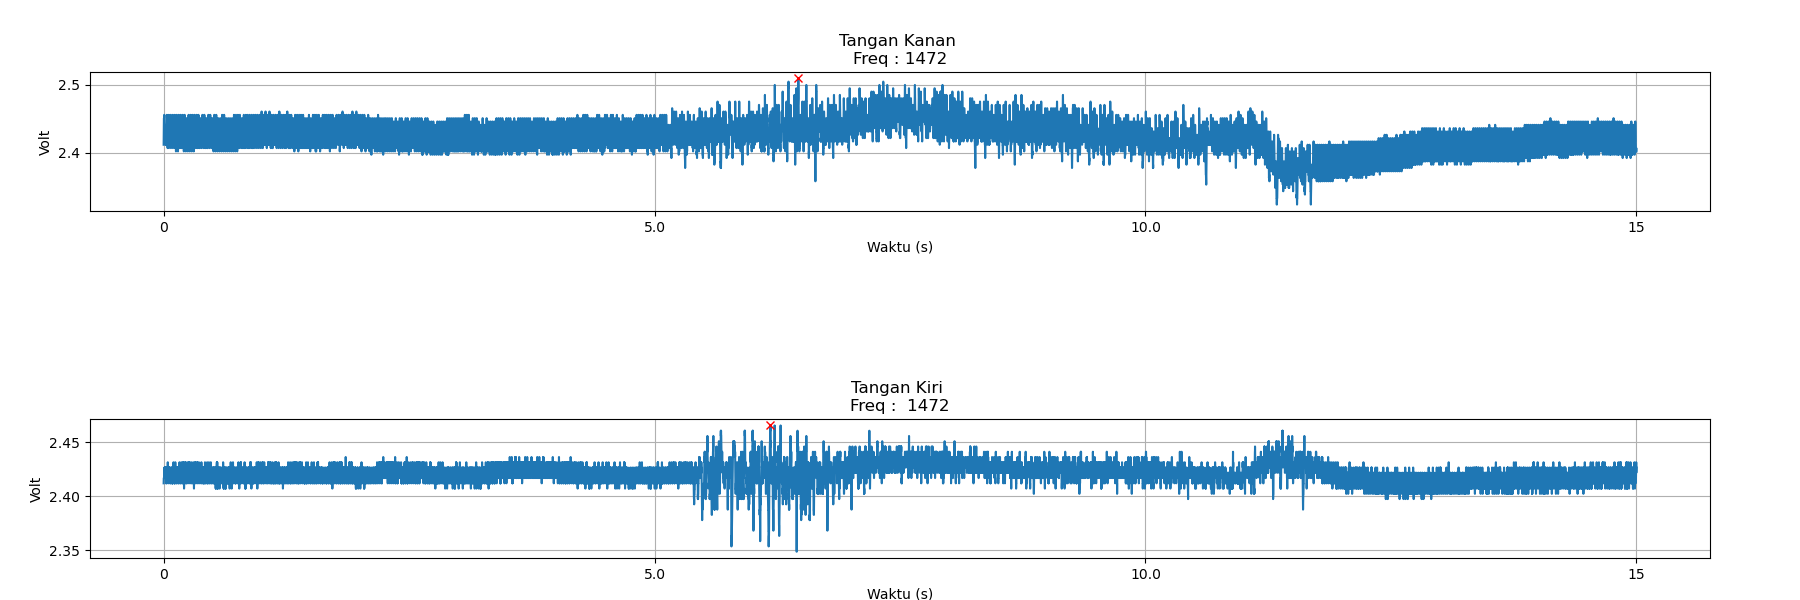 Tangan Kanan
Freq : 1472
2.5
2.4
Volt
0
5.0
10.0
15
Waktu (s)
Tangan Kiri
Freq :  1472
2.45
2.40
2.35
Volt
0
5.0
10.0
15
Waktu (s)